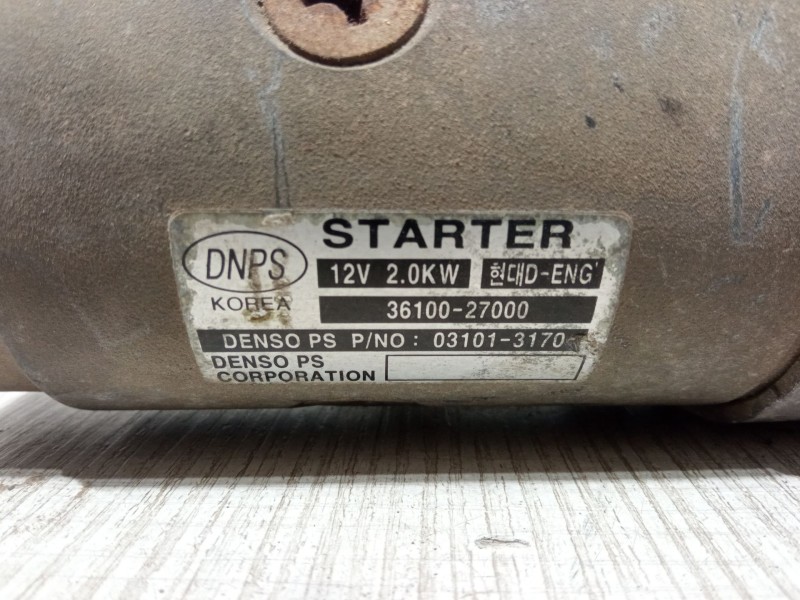 STARTER
DNPS
12V 2.0KW 현대D-ENG'
KOREA
36100-27000
DENSO PS P/NO: 03101-3170
DENSO PS
CORPORATION